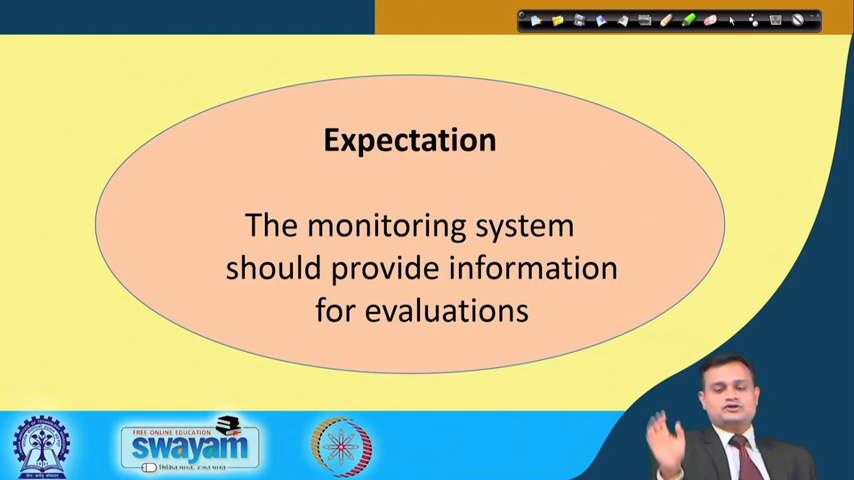 Expectation
The monitoring system
should provide information
for evaluations
FREE ONLINE EDUCATION
swayam